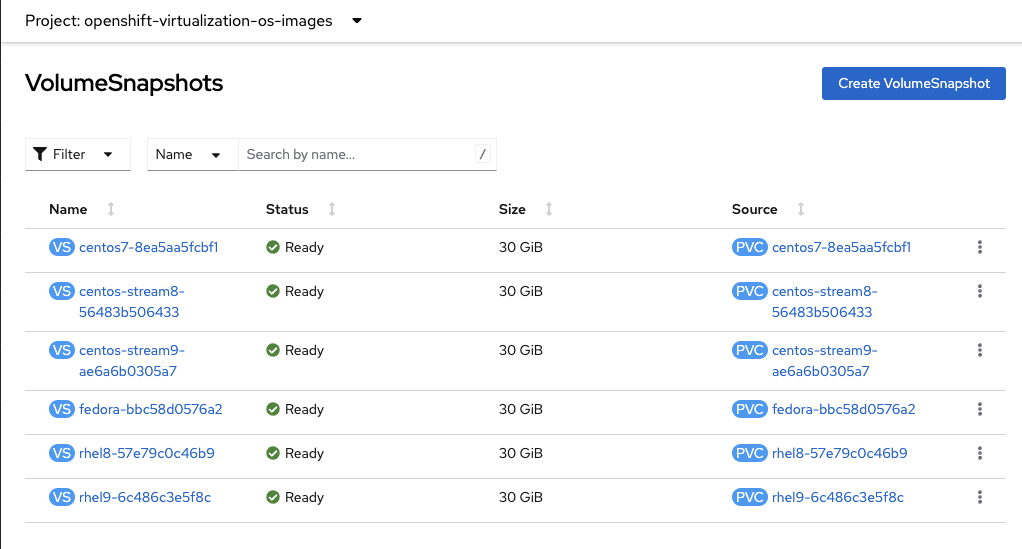 Project: openshift-virtualization-os-images
VolumeSnapshots
Create VolumeSnapshot
Filter Name Search by name... /
Name Status Size Source
VS centos7-8ea5aa5fcbf1 Ready 30 GiB PVC centos7-8ea5aa5fcbf1
VS centos-stream8- Ready 30 GiB PVC centos-stream8-
56483b506433 56483b506433
VS centos-stream9- Ready 30 GiB PVC centos-stream9-
ae6a6b0305a7 ae6a6b0305a7
VS fedora-bbc58d0576a2 Ready 30 GiB PVC fedora-bbc58d0576a2
VS rhel8-57e79c0c46b9 Ready 30 GiB PVC rhel8-57e79c0c46b9
VS rhel9-6c486c3e5f8c Ready 30 GiB PVC rhel9-6c486c3e5f8c